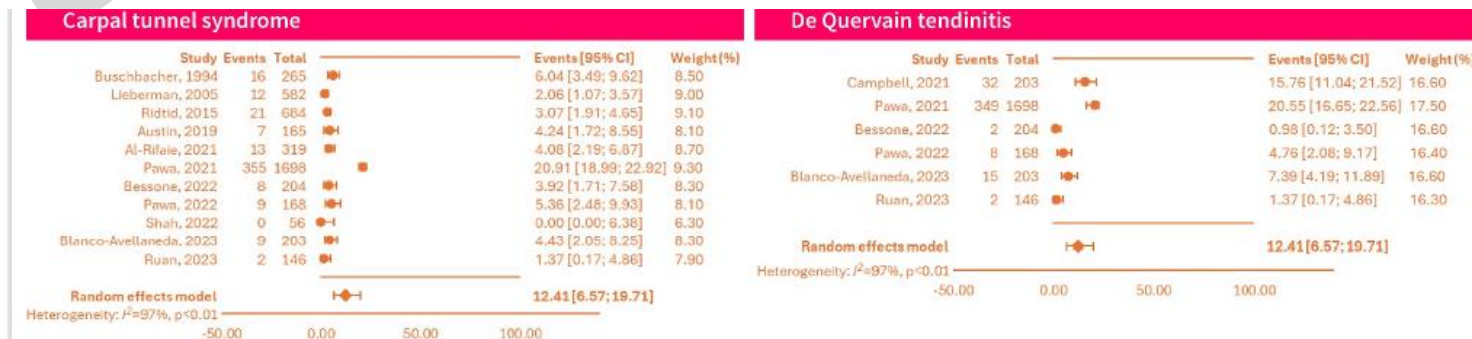 Carpal tunnel syndrome
Study Events Total Events [95% CI] Weight (%)
Buschbacher, 1994 16 265 6.04 [3.49; 9.62] 8.50
Lieberman, 2005 12 582 2.06 [1.07; 3.57] 9.00
Ridtid, 2015 21 684 3.07 [1.91; 4.65] 9.10
Austin, 2019 7 165 4.24 [1.72; 8.55] 8.10
Al-Rifaie, 2021 13 319 4.08 [2.19; 6.87] 8.70
Pawa, 2021 355 1698 20.91 [18.99; 22.92] 9.30
Bessone, 2022 8 204 3.92 [1.71; 7.58] 8.30
Pawa, 2022 9 168 5.36 [2.48; 9.93] 8.10
Shah, 2022 0 56 0.00 [0.00; 6.38] 6.30
Blanco-Avellaneda, 2023 9 203 4.43 [2.05; 8.25] 8.30
Ruan, 2023 2 146 1.37 [0.17; 4.86] 7.90
Random effects model 12.41 [6.57; 19.71]
Heterogeneity: I²=97%, p<0.01
-50.00 0.00 50.00 100.00
De Quervain tendinitis
Study Events Total Events [95% CI] Weight (%)
Campbell, 2021 32 203 15.76 [11.04; 21.52] 16.60
Pawa, 2021 349 1698 20.55 [16.65; 22.56] 17.50
Bessone, 2022 2 204 0.98 [0.12; 3.50] 16.60
Pawa, 2022 8 168 4.76 [2.08; 9.17] 16.40
Blanco-Avellaneda, 2023 15 203 7.39 [4.19; 11.89] 16.60
Ruan, 2023 2 146 1.37 [0.17; 4.86] 16.30
Random effects model 12.41 [6.57; 19.71]
Heterogeneity: I²=97%, p<0.01
-50.00 0.00 50.00 100.00